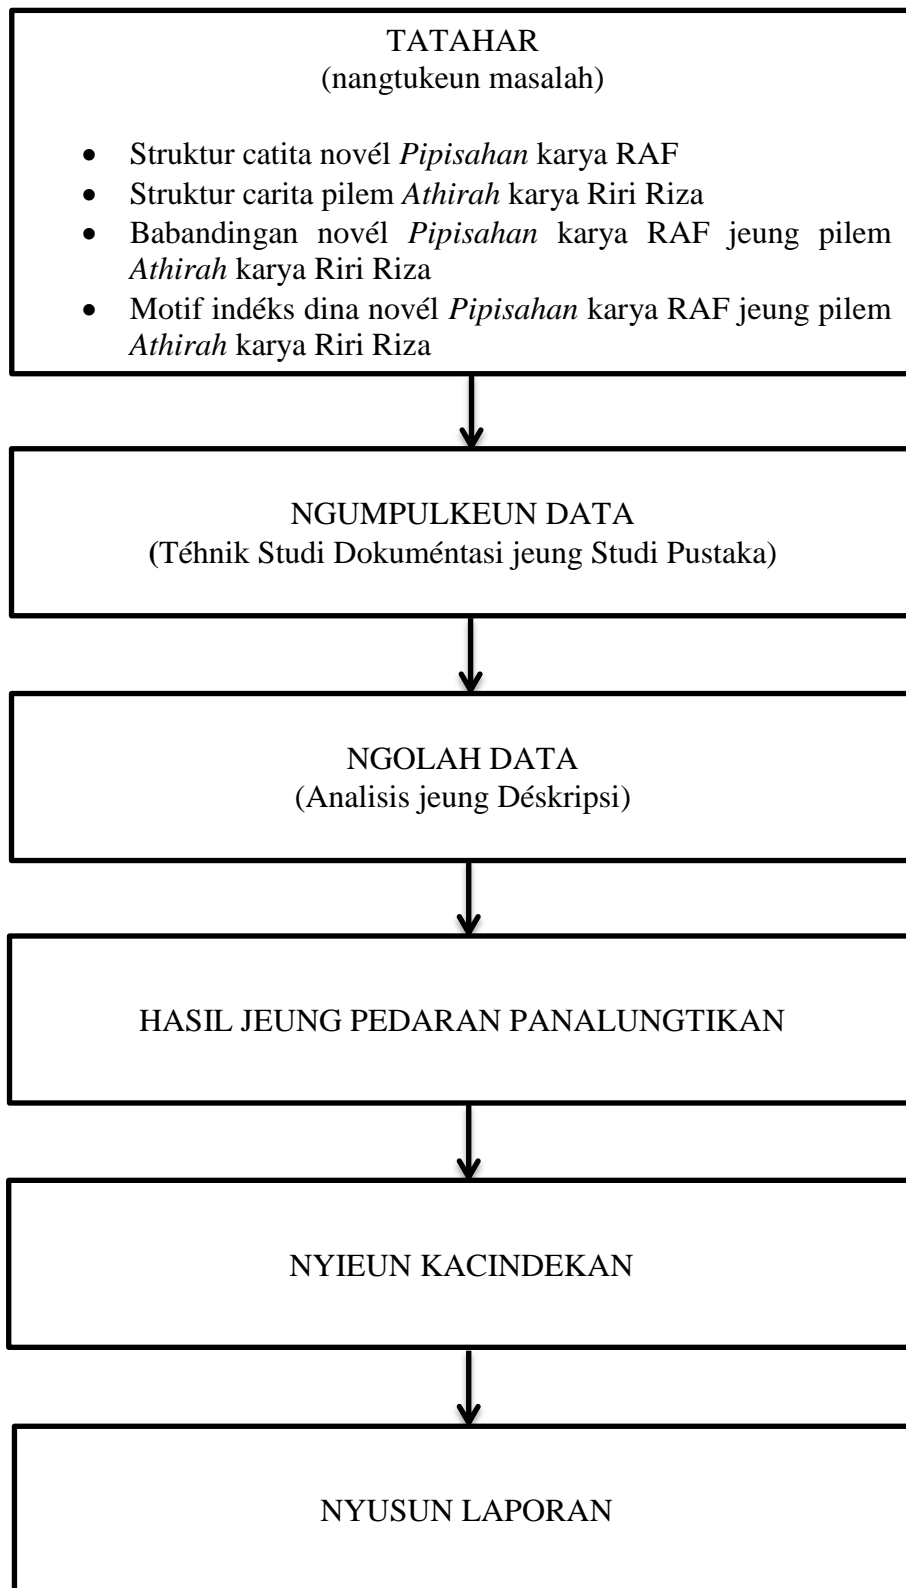 TATAHAR
(nangtukeun masalah)
• Struktur catita novél Pipisahan karya RAF
• Struktur carita pilem Athirah karya Riri Riza
• Babandingan novél Pipisahan karya RAF jeung pilem
Athirah karya Riri Riza
• Motif indéks dina novél Pipisahan karya RAF jeung pilem
Athirah karya Riri Riza
NGUMPULKEUN DATA
(Téhnik Studi Dokuméntasi jeung Studi Pustaka)
NGOLAH DATA
(Analisis jeung Déskripsi)
HASIL JEUNG PEDARAN PANALUNGTIKAN
NYIEUN KACINDEKAN
NYUSUN LAPORAN